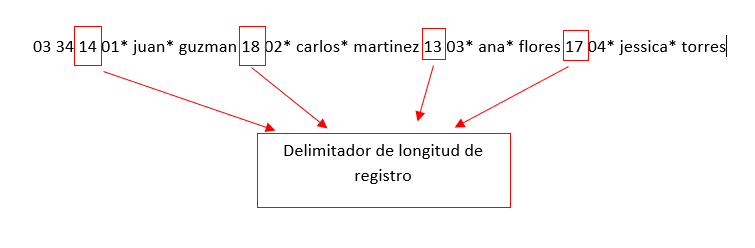 03 34 14 01* juan* guzman 18 02* carlos* martinez 13 03* ana* flores 17 04* jessica* torres
Delimitador de longitud de
registro